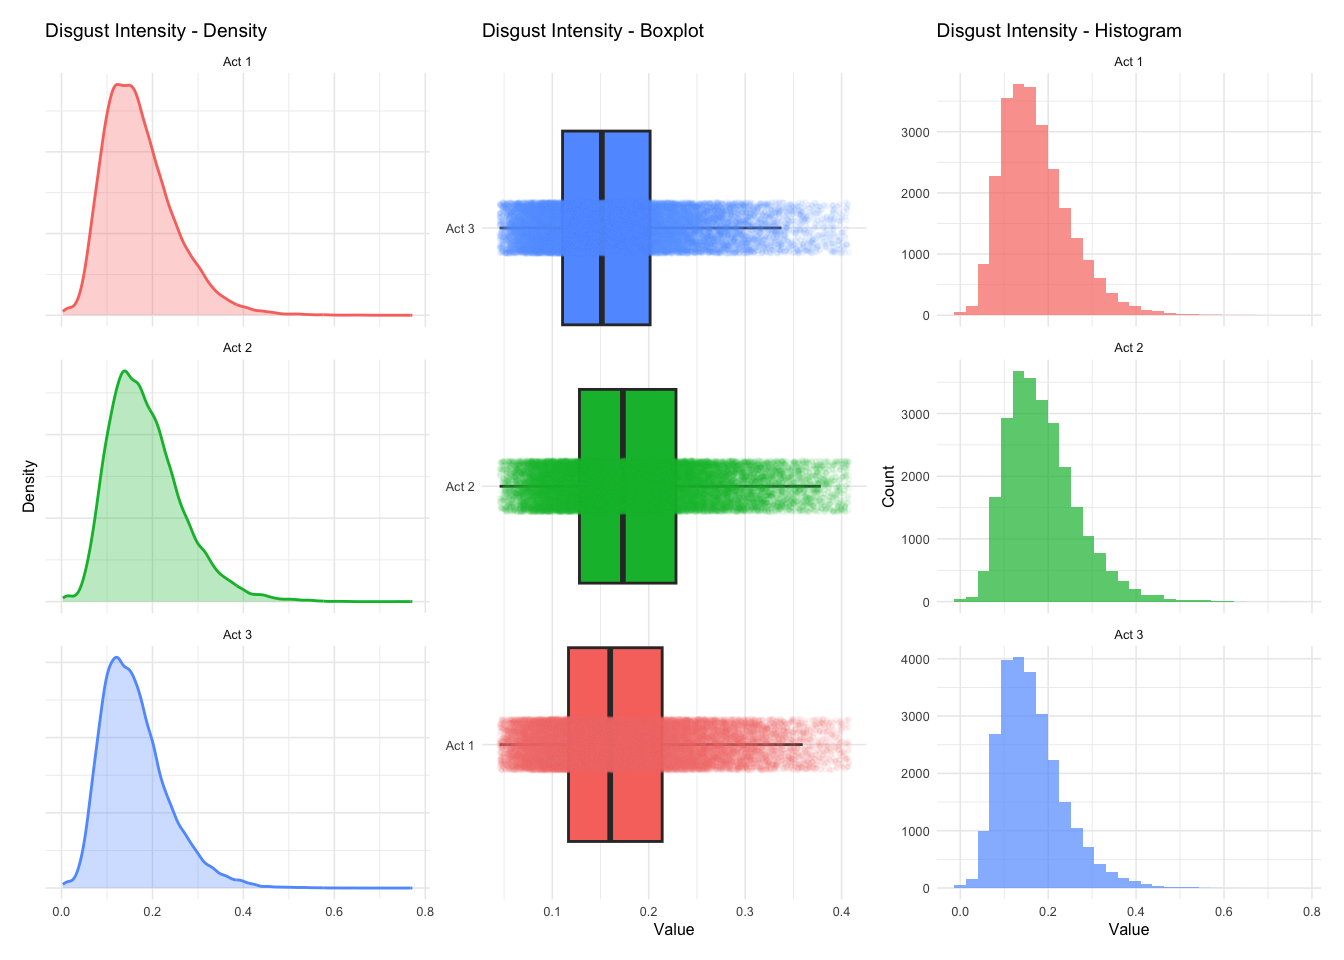 Disgust Intensity - Density
Act 1
Act 2
Act 3
Density
0.0 0.2 0.4 0.6 0.8
Disgust Intensity - Boxplot
Act 3
Act 2
Act 1
0.1 0.2 0.3 0.4
Value
Disgust Intensity - Histogram
Act 1
3000
2000
1000
0
Act 2
3000
2000
1000
0
Act 3
4000
3000
2000
1000
0
Count
0.0 0.2 0.4 0.6 0.8
Value